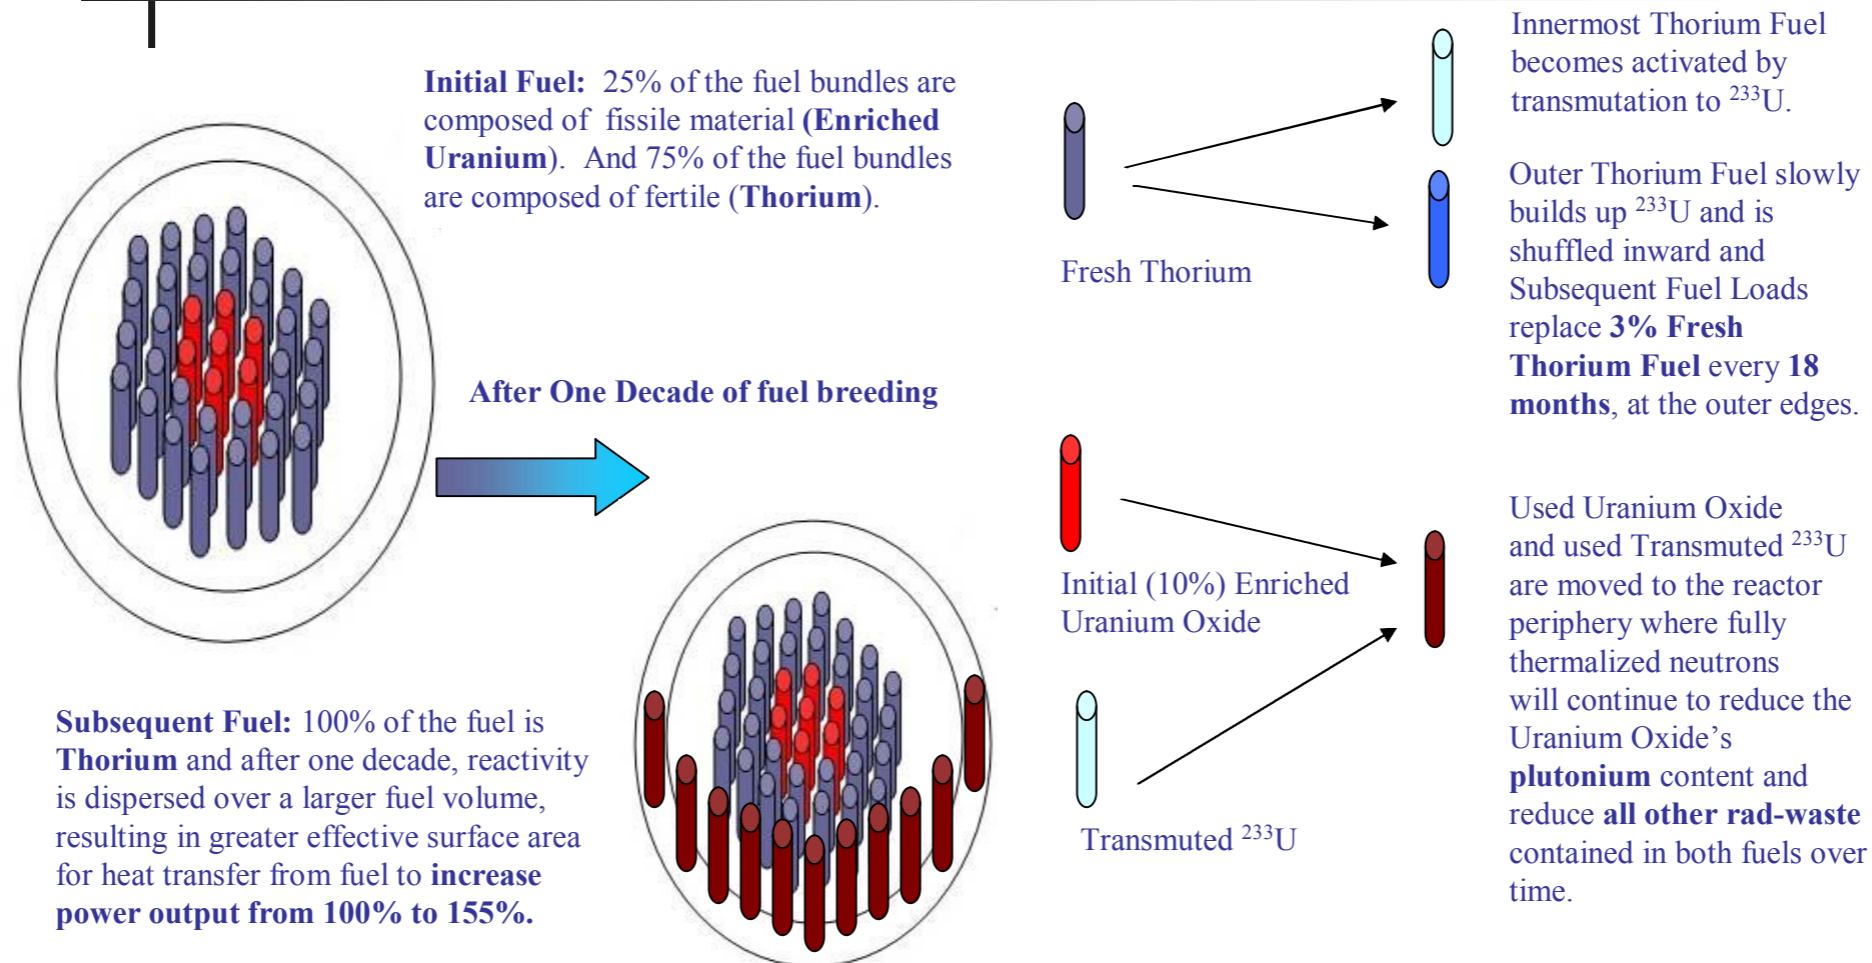 Initial Fuel: 25% of the fuel bundles are
composed of fissile material (Enriched
Uranium). And 75% of the fuel bundles
are composed of fertile (Thorium).
After One Decade of fuel breeding
Subsequent Fuel: 100% of the fuel is
Thorium and after one decade, reactivity
is dispersed over a larger fuel volume,
resulting in greater effective surface area
for heat transfer from fuel to increase
power output from 100% to 155%.
Fresh Thorium
Initial (10%) Enriched
Uranium Oxide
Transmuted ²³³U
Innermost Thorium Fuel
becomes activated by
transmutation to ²³³U.
Outer Thorium Fuel slowly
builds up ²³³U and is
shuffled inward and
Subsequent Fuel Loads
replace 3% Fresh
Thorium Fuel every 18
months, at the outer edges.
Used Uranium Oxide
and used Transmuted ²³³U
are moved to the reactor
periphery where fully
thermalized neutrons
will continue to reduce the
Uranium Oxide’s
plutonium content and
reduce all other rad-waste
contained in both fuels over
time.